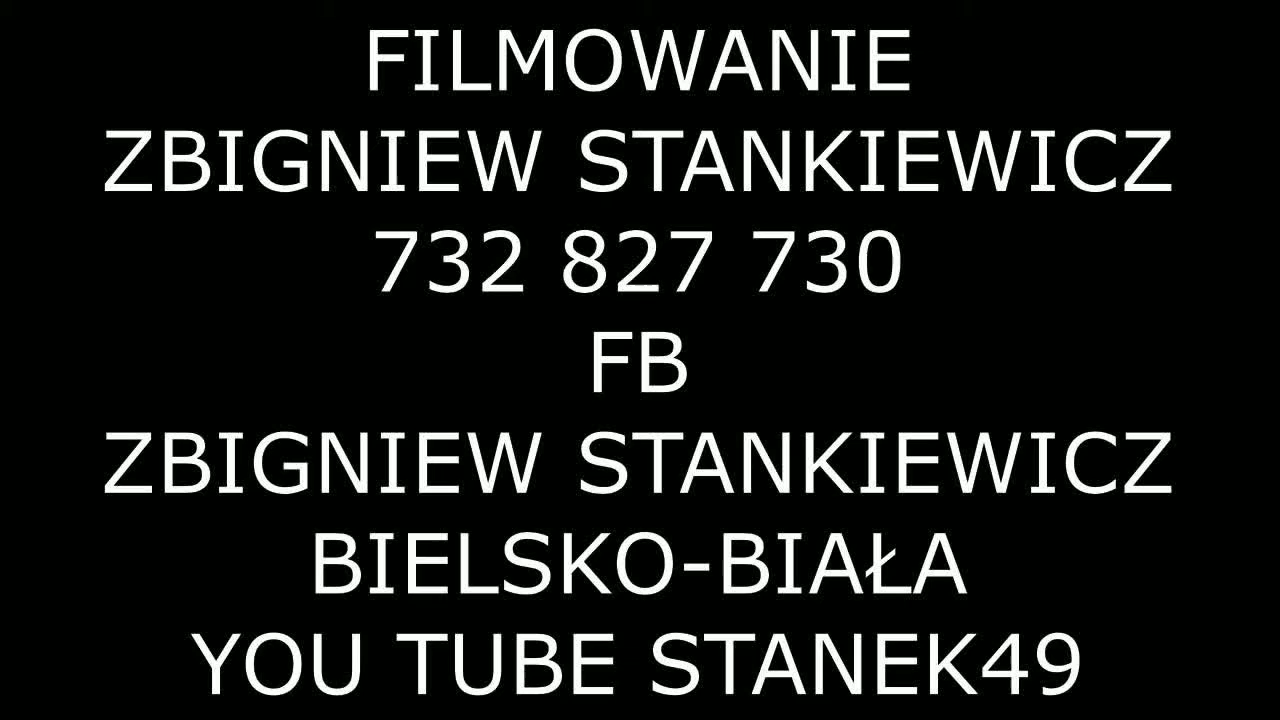 FILMOWANIE
ZBIGNIEW STANKIEWICZ
732 827 730
FB
ZBIGNIEW STANKIEWICZ
BIELSKO-BIAŁA
YOU TUBE STANEK49